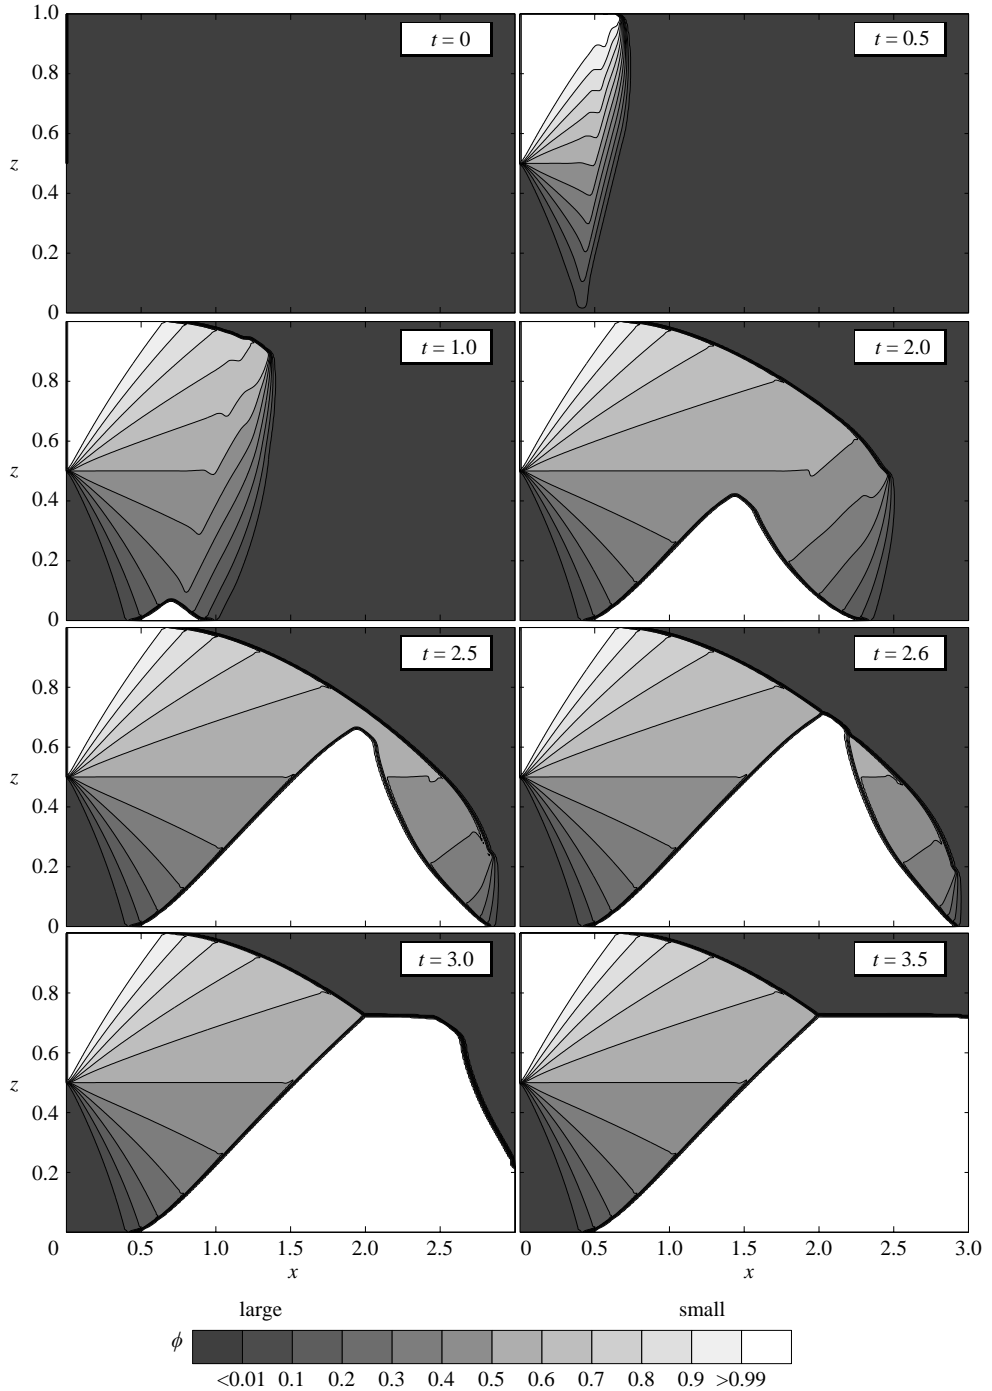 1.0
0.8
0.6
z
0.4
0.2
0
t = 0
t = 0.5
0.8
0.6
z
0.4
0.2
0
t = 1.0
t = 2.0
0.8
0.6
z
0.4
0.2
0
t = 2.5
t = 2.6
0.8
0.6
z
0.4
0.2
0
t = 3.0
t = 3.5
0.5 1.0 1.5 2.0 2.5
0 0.5 1.0 1.5 2.0 2.5 3.0
x
x
large
small
ϕ
<0.01 0.1 0.2 0.3 0.4 0.5 0.6 0.7 0.8 0.9 >0.99